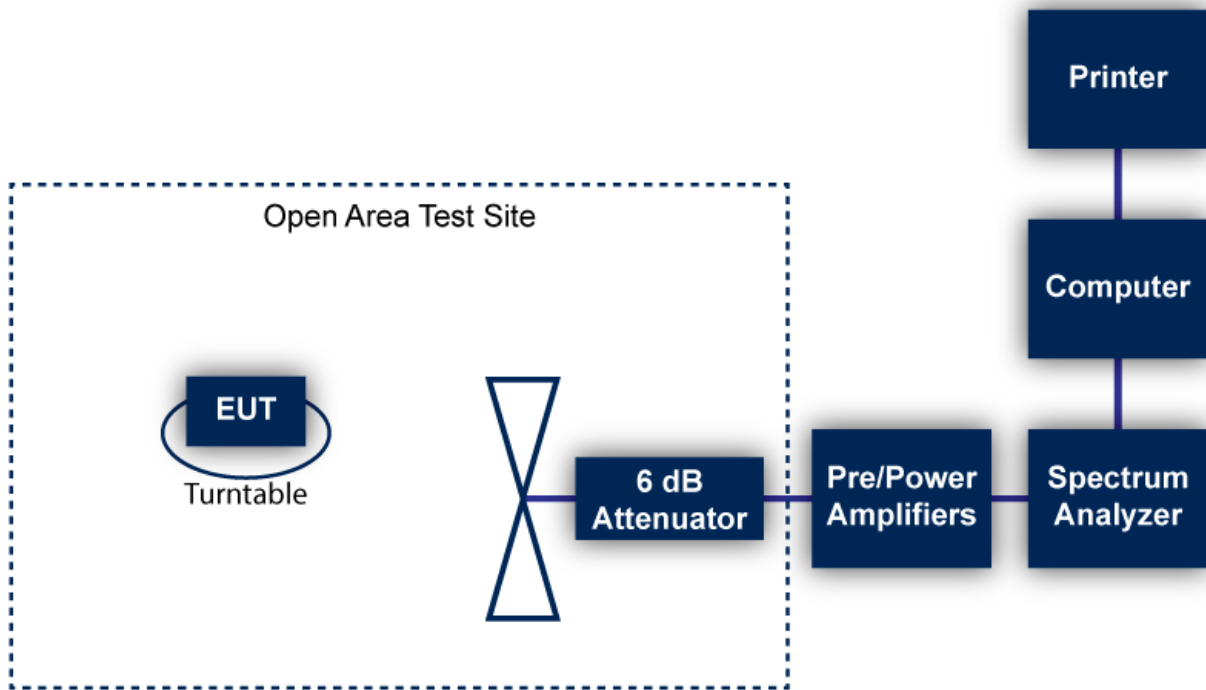 Printer
Open Area Test Site
Computer
EUT
Turntable
6 dB
Attenuator
Pre/Power
Amplifiers
Spectrum
Analyzer